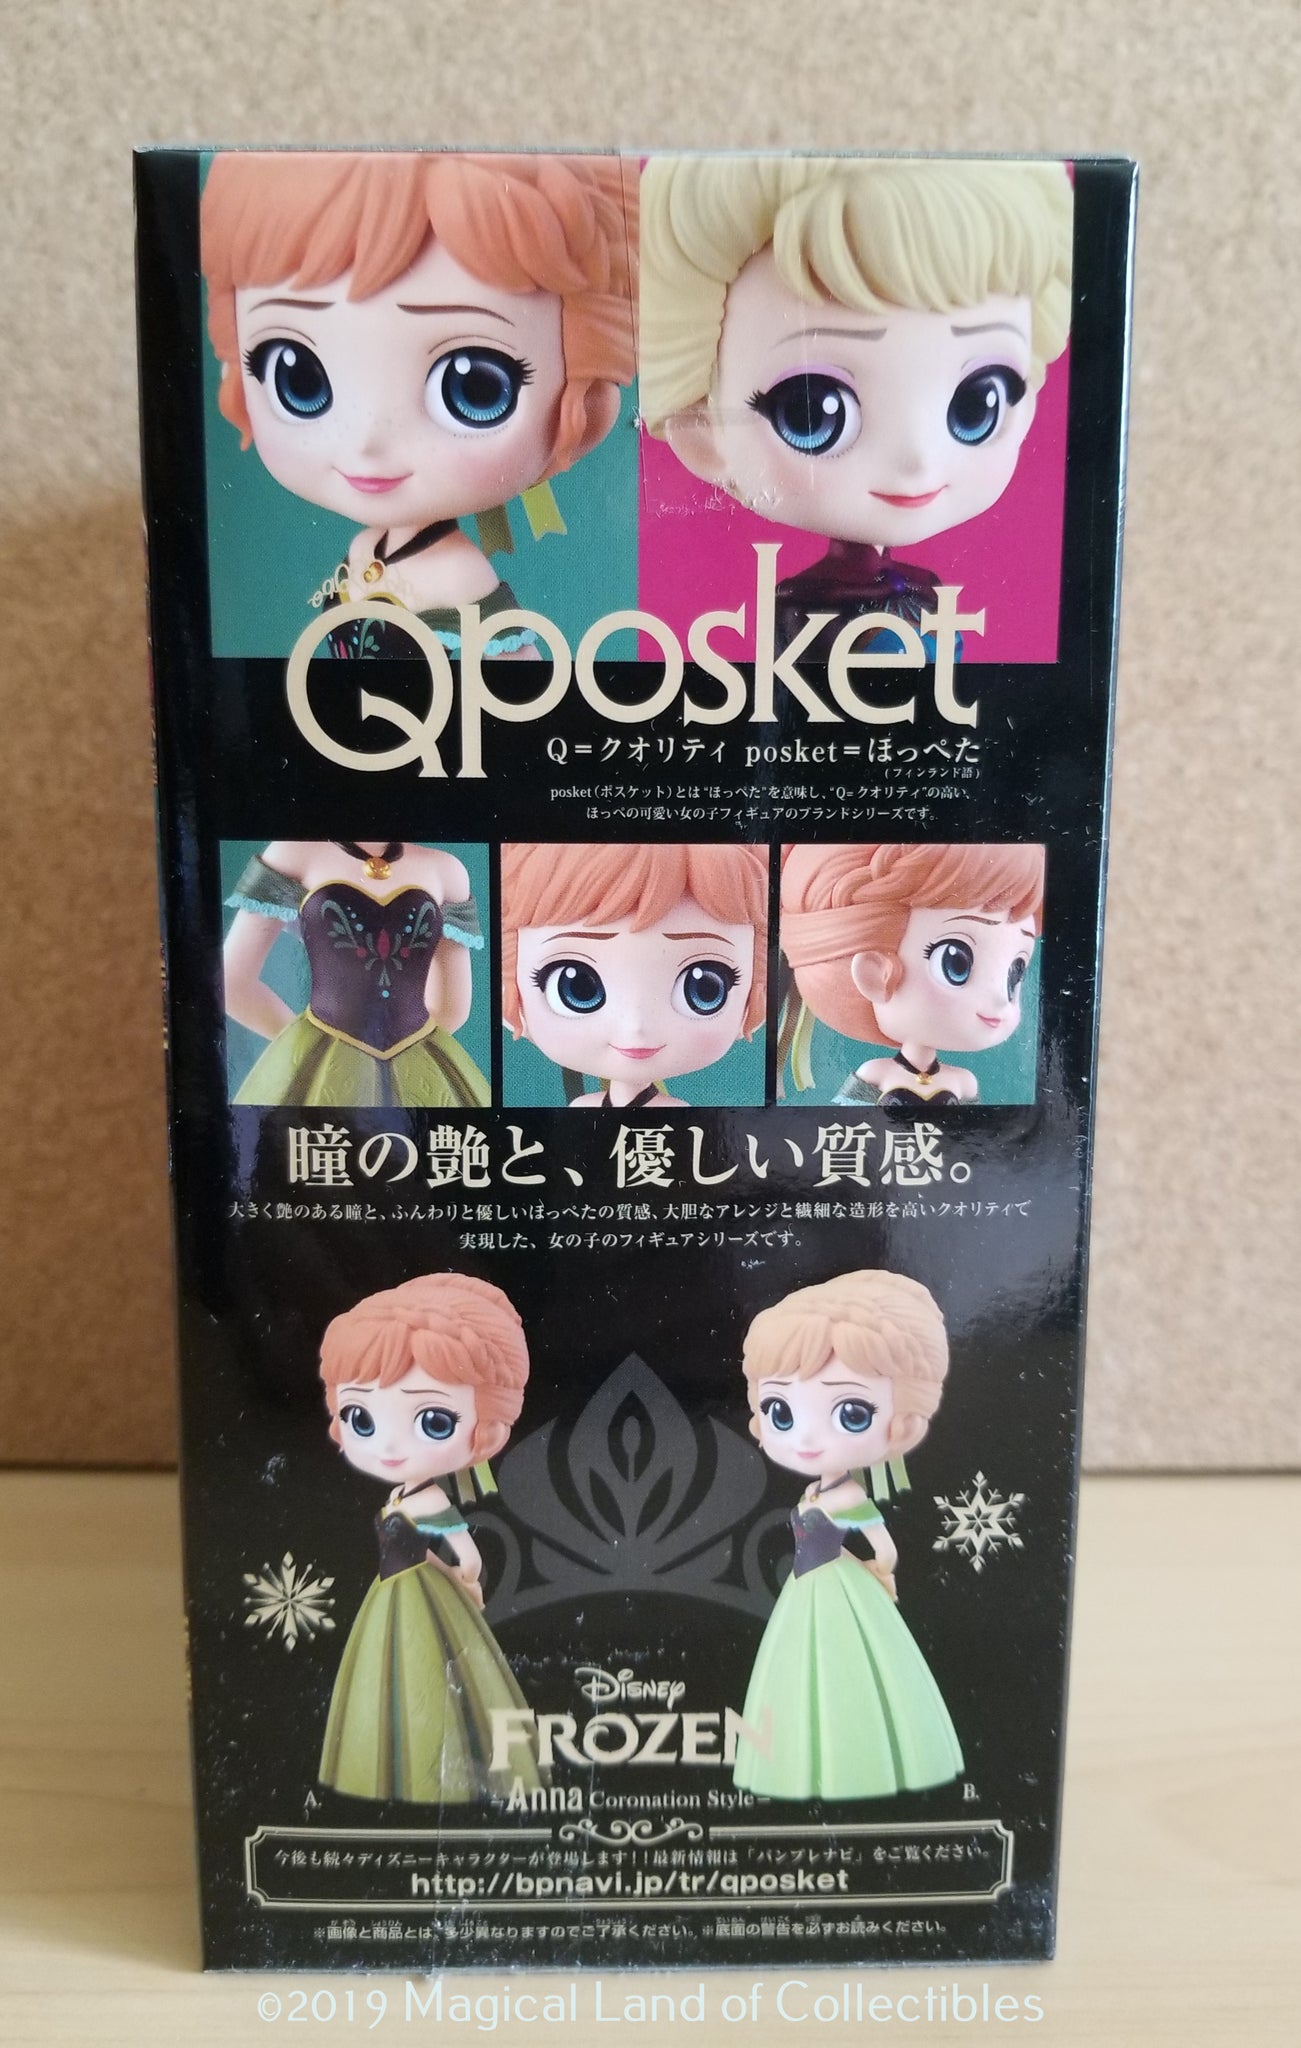 Qposket
Q=クオリティ posket=ほっぺた
(フィンランド語)
posket(ポスケット)とは“ほっぺた”を意味し、“Q=クオリティ”の高い、
ほっぺの可愛い女の子フィギュアのブランドシリーズです。
瞳の艶と、優しい質感。
大きく艶のある瞳と、ふんわりと優しいほっぺたの質感、大胆なアレンジと繊細な造形を高いクオリティで
実現した、女の子のフィギュアシリーズです。
Disney
FROZEN
A.
-Anna Coronation Style-
B.
今後も続々ディズニーキャラクターが登場します!!最新情報は「バンプレナビ」をご覧ください。
http://bpnavi.jp/tr/qposket
※画像と商品とは、多少異なりますのでご了承ください。※底面の警告を必ずお読みください。
©2019 Magical Land of Collectibles